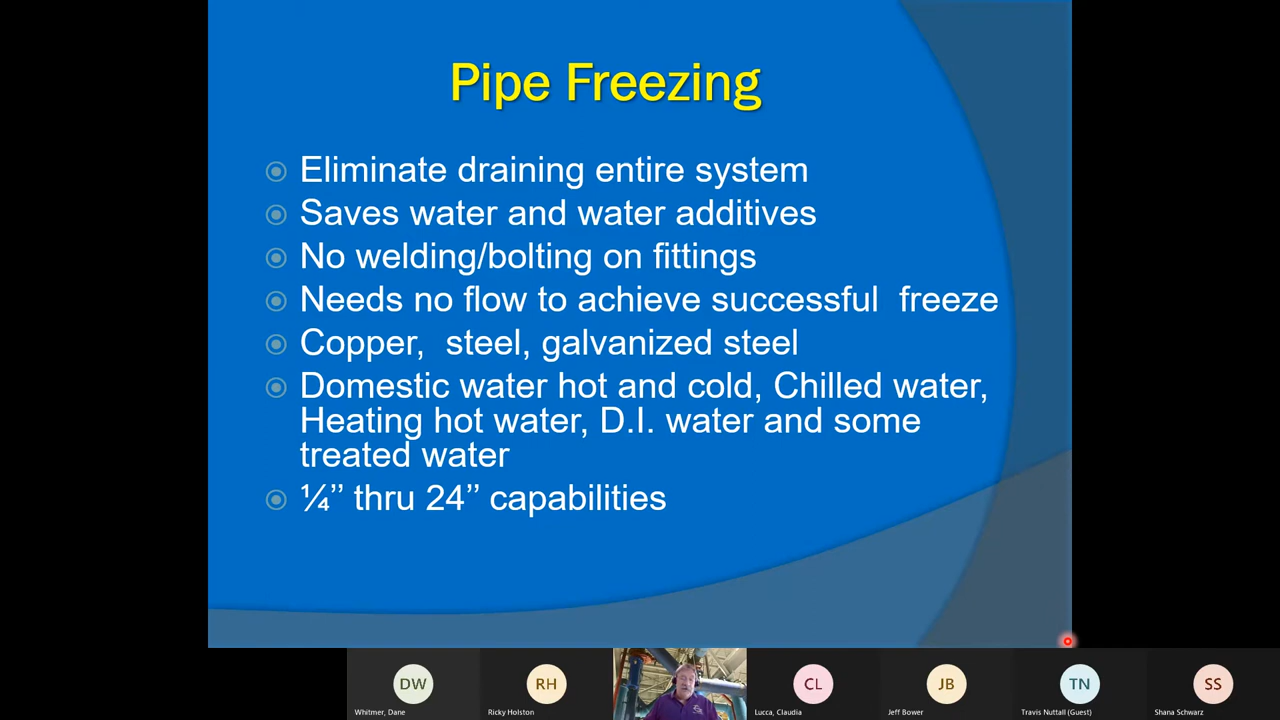 Pipe Freezing
Eliminate draining entire system
Saves water and water additives
No welding/bolting on fittings
Needs no flow to achieve successful  freeze
Copper,  steel, galvanized steel
Domestic water hot and cold, Chilled water,
Heating hot water, D.I. water and some
treated water
¼” thru 24” capabilities
DW
RH
CL
JB
TN
SS
Whitmer, Dane
Ricky Holston
Lucca, Claudia
Jeff Bower
Travis Nuttall (Guest)
Shana Schwarz